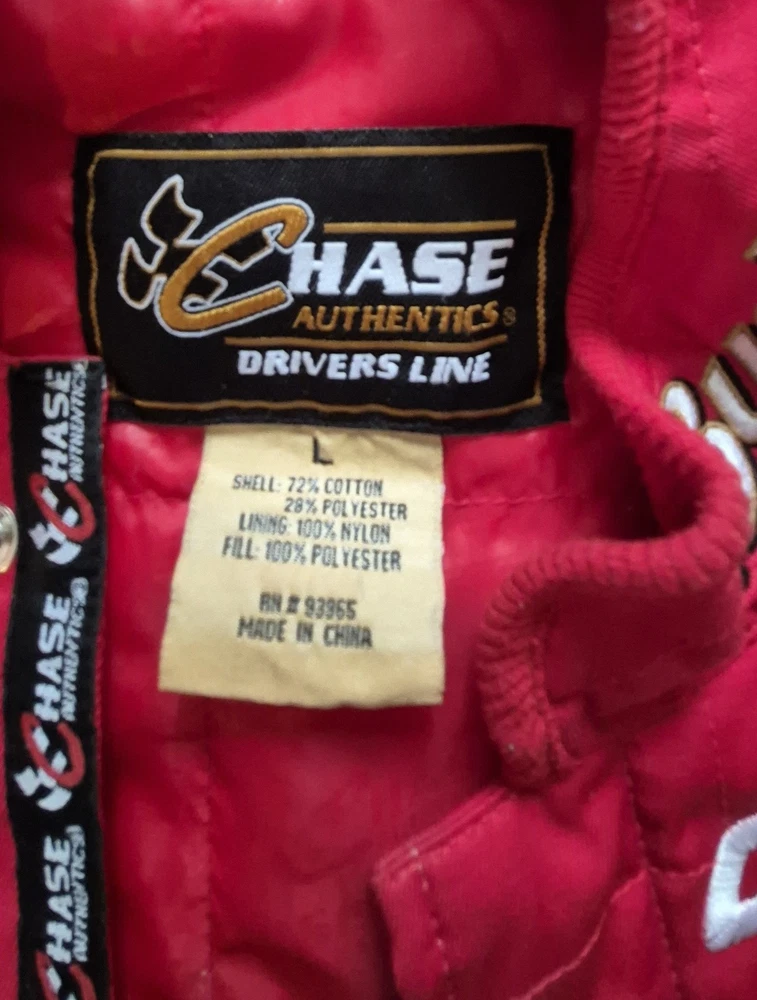 CHASE
AUTHENTICS®
DRIVERS LINE
L
SHELL: 72% COTTON
28% POLYESTER
LINING: 100% NYLON
FILL: 100% POLYESTER
RN # 93965
MADE IN CHINA
CHASE
AUTHENTICS®
CHASE
AUTHENTICS®
CHASE
AUTHENTICS®